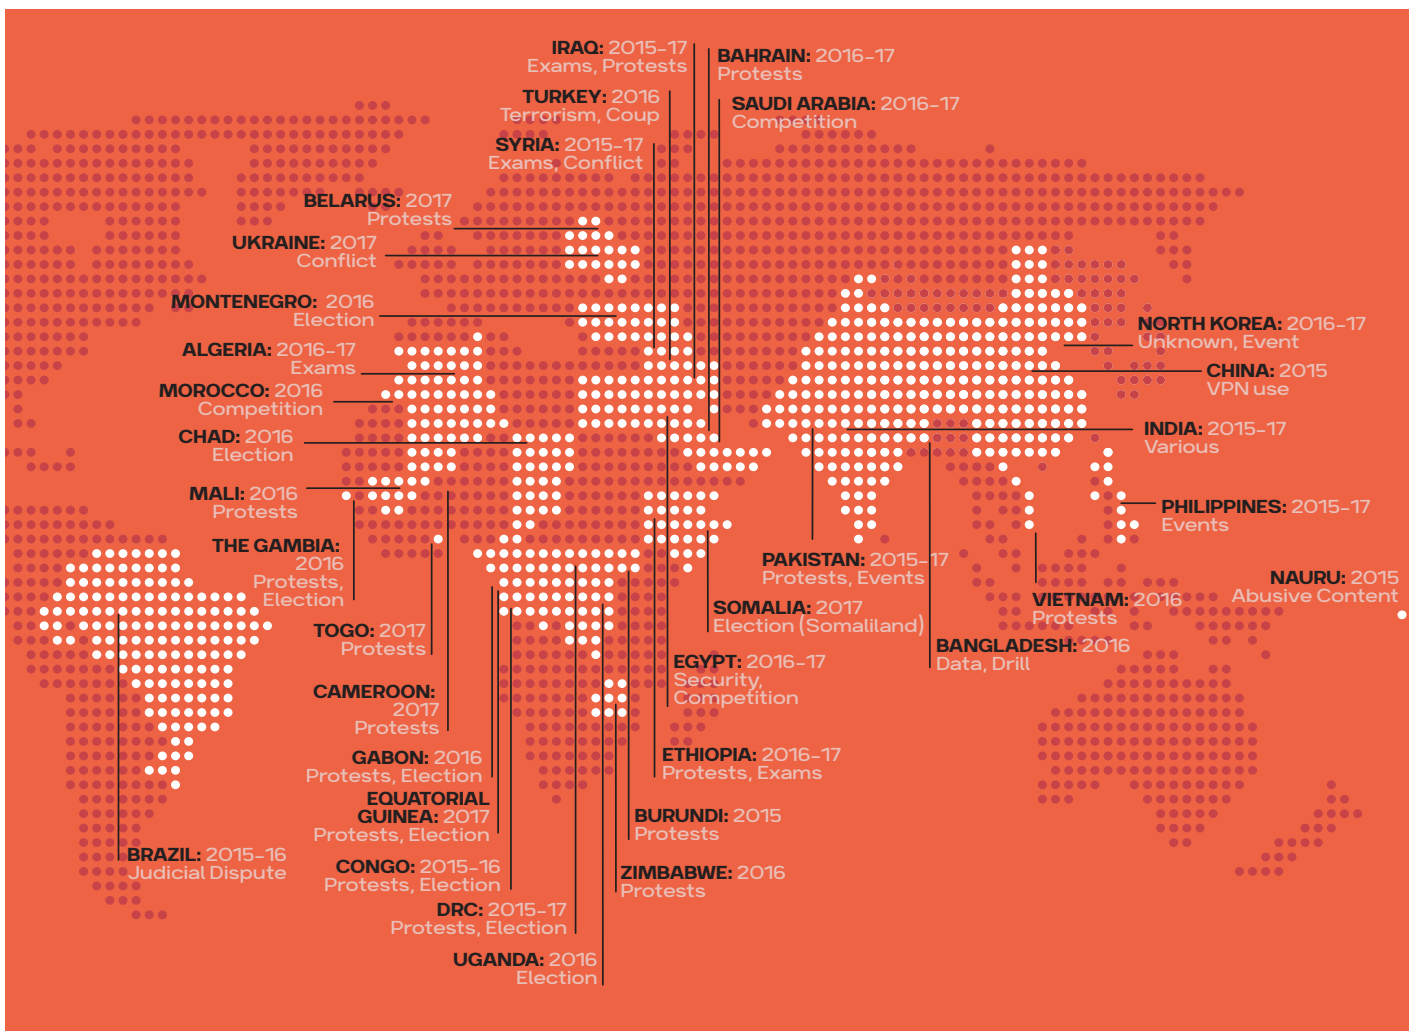 IRAQ: 2015-17
Exams, Protests
BAHRAIN: 2016-17
Protests
TURKEY: 2016
Terrorism, Coup
SAUDI ARABIA: 2016-17
Competition
SYRIA: 2015-17
Exams, Conflict
BELARUS: 2017
Protests
UKRAINE: 2017
Conflict
MONTENEGRO: 2016
Election
ALGERIA: 2016-17
Exams
MOROCCO: 2016
Competition
CHAD: 2016
Election
MALI: 2016
Protests
THE GAMBIA:
2016
Protests,
Election
TOGO: 2017
Protests
CAMEROON:
2017
Protests
GABON: 2016
Protests, Election
EQUATORIAL
GUINEA: 2017
Protests, Election
CONGO: 2015-16
Protests, Election
DRC: 2015-17
Protests, Election
UGANDA: 2016
Election
BRAZIL: 2015-16
Judicial Dispute
NORTH KOREA: 2016-17
Unknown, Event
CHINA: 2015
VPN use
INDIA: 2015-17
Various
PHILIPPINES: 2015-17
Events
PAKISTAN: 2015-17
Protests, Events
NAURU: 2015
Abusive Content
VIETNAM: 2016
Protests
SOMALIA: 2017
Election (Somaliland)
BANGLADESH: 2016
Data, Drill
EGYPT: 2016-17
Security,
Competition
ETHIOPIA: 2016-17
Protests, Exams
BURUNDI: 2015
Protests
ZIMBABWE: 2016
Protests